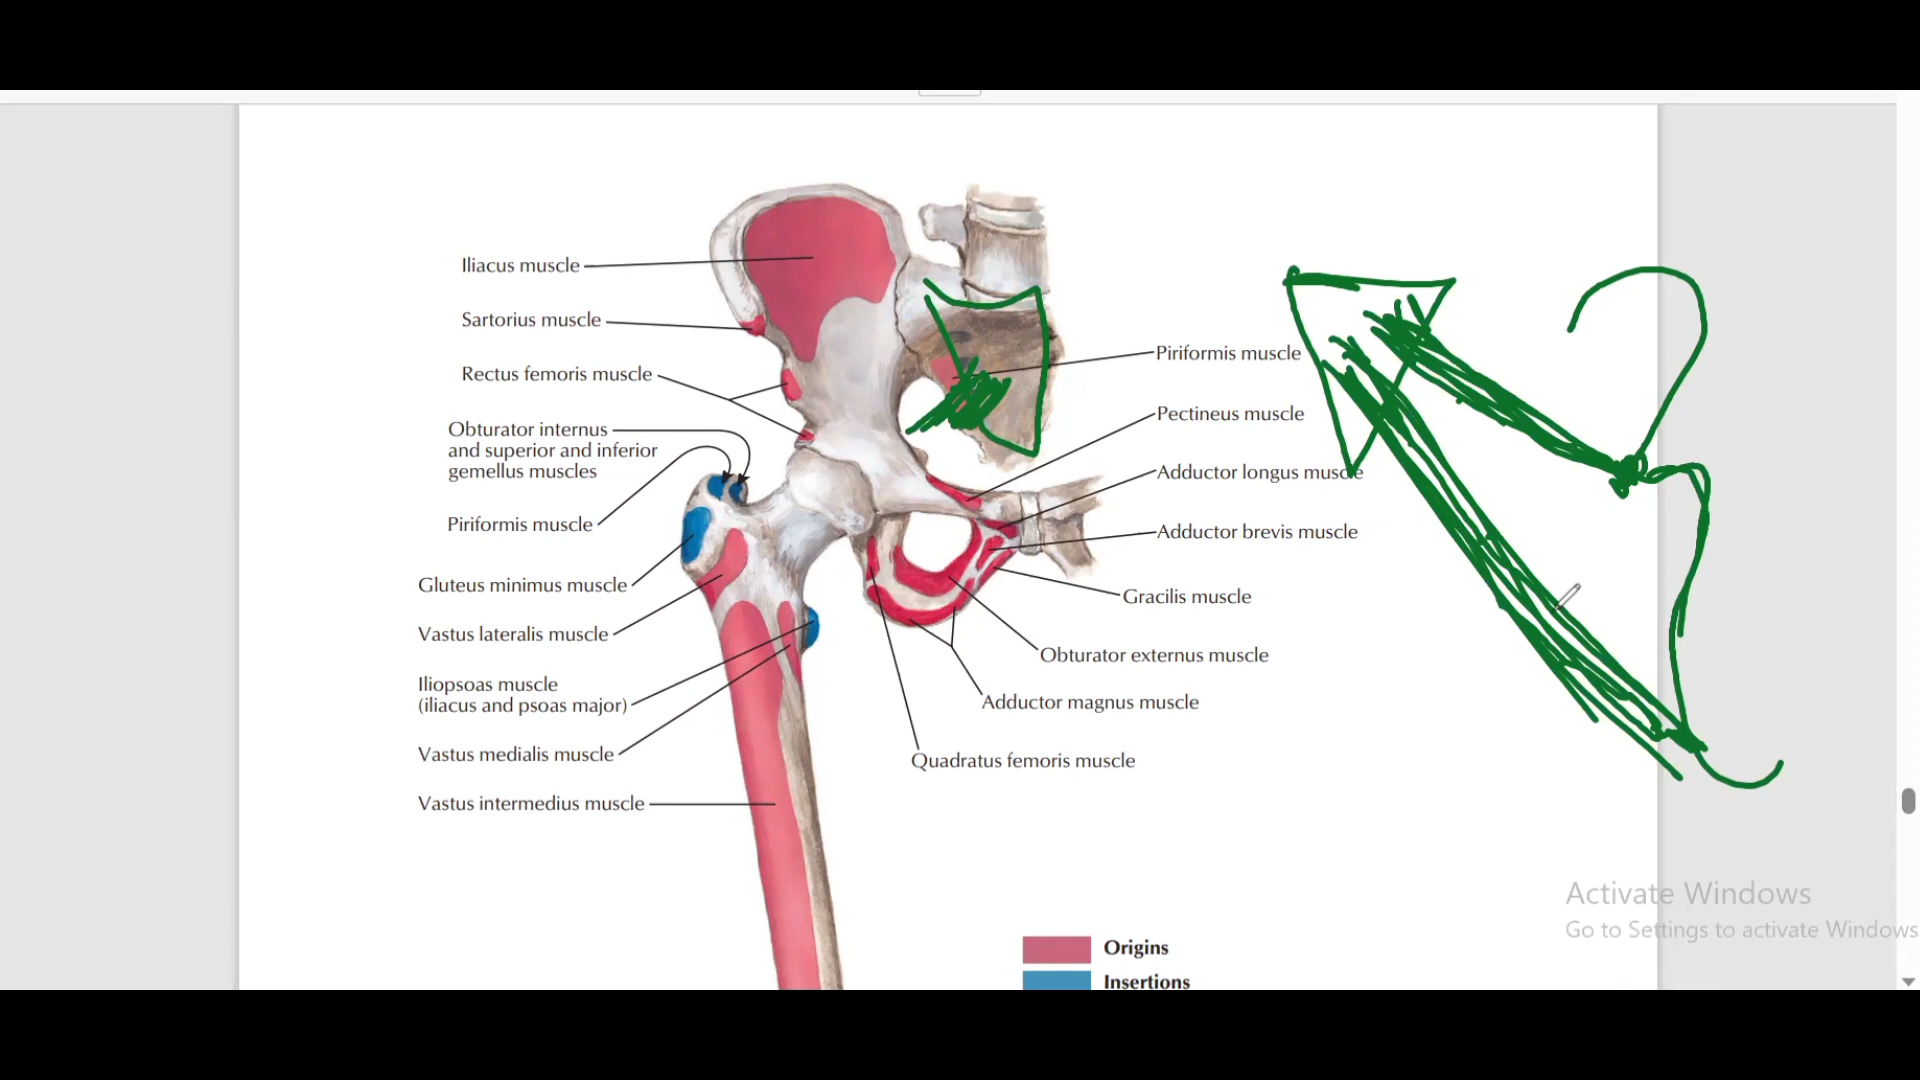 Iliacus muscle
Sartorius muscle
Rectus femoris muscle
Obturator internus
and superior and inferior
gemellus muscles
Piriformis muscle
Gluteus minimus muscle
Vastus lateralis muscle
Iliopsoas muscle
(iliacus and psoas major)
Vastus medialis muscle
Vastus intermedius muscle
Piriformis muscle
Pectineus muscle
Adductor longus muscle
Adductor brevis muscle
Gracilis muscle
Obturator externus muscle
Adductor magnus muscle
Quadratus femoris muscle
Origins
Insertions
Activate Windows
Go to Settings to activate Windows